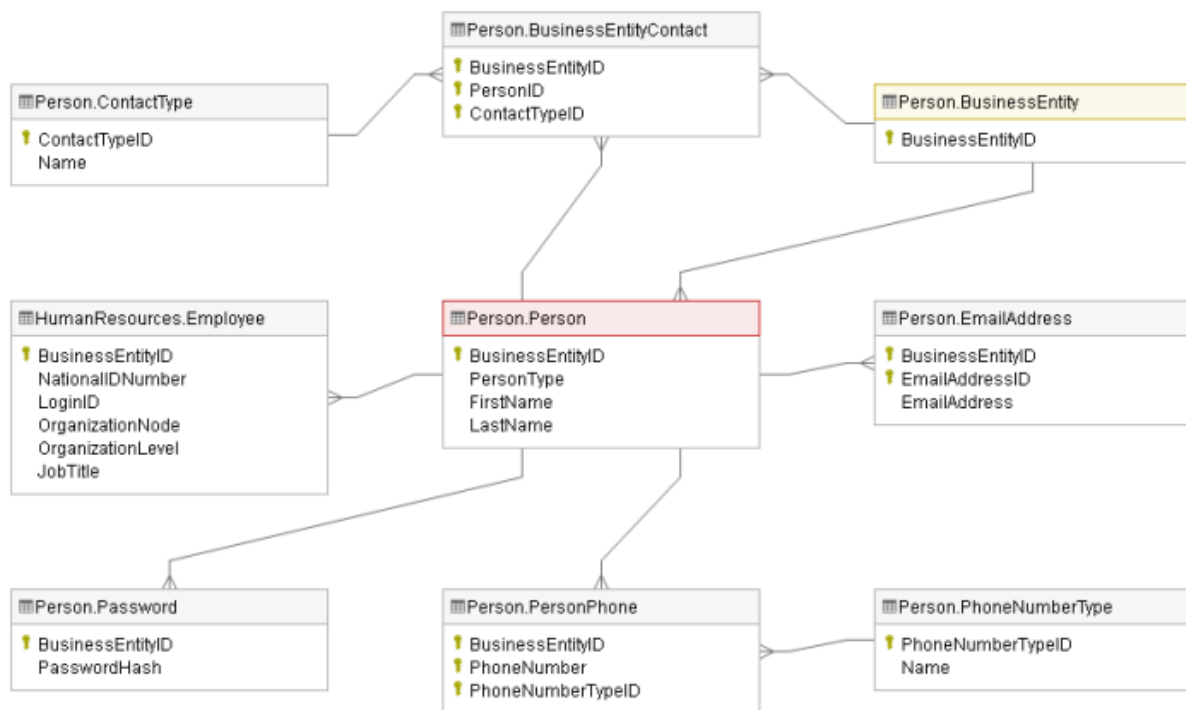 Person.BusinessEntityContact
BusinessEntityID
PersonID
ContactTypeID
Person.ContactType
ContactTypeID
Name
Person.BusinessEntity
BusinessEntityID
HumanResources.Employee
BusinessEntityID
NationalIDNumber
LoginID
OrganizationNode
OrganizationLevel
JobTitle
Person.Person
BusinessEntityID
PersonType
FirstName
LastName
Person.EmailAddress
BusinessEntityID
EmailAddressID
EmailAddress
Person.Password
BusinessEntityID
PasswordHash
Person.PersonPhone
BusinessEntityID
PhoneNumber
PhoneNumberTypeID
Person.PhoneNumberType
PhoneNumberTypeID
Name